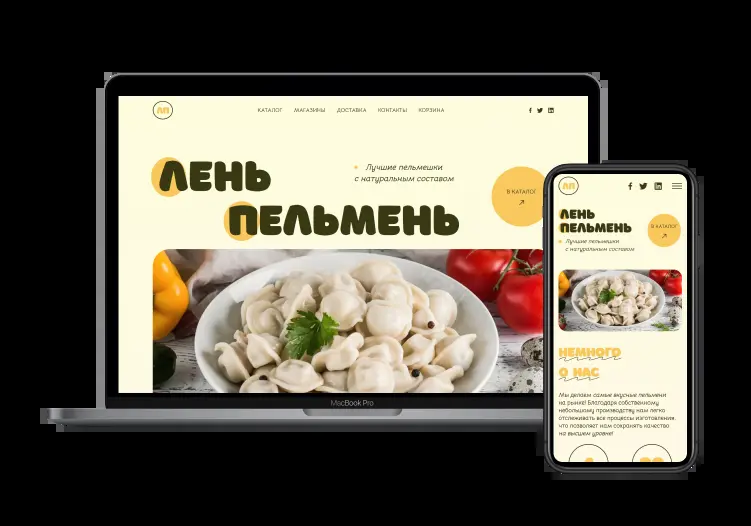 ЛП
КАТАЛОГ МАГАЗИНЫ ДОСТАВКА КОНТАКТЫ КОРЗИНА
ЛЕНЬ
ПЕЛЬМЕНЬ
Лучшие пельмешки
с натуральным составом
В КАТАЛОГ
MacBook Pro
ЛП
ЛЕНЬ
ПЕЛЬМЕНЬ
Лучшие пельмешки
с натуральным составом
В КАТАЛОГ
НЕМНОГО
О НАС
Мы делаем самые вкусные пельмени
на рынке! Благодаря собственному
небольшому производству нам легко
отслеживать все процессы изготовления,
что позволяет нам сохранять качество
на высшем уровне!